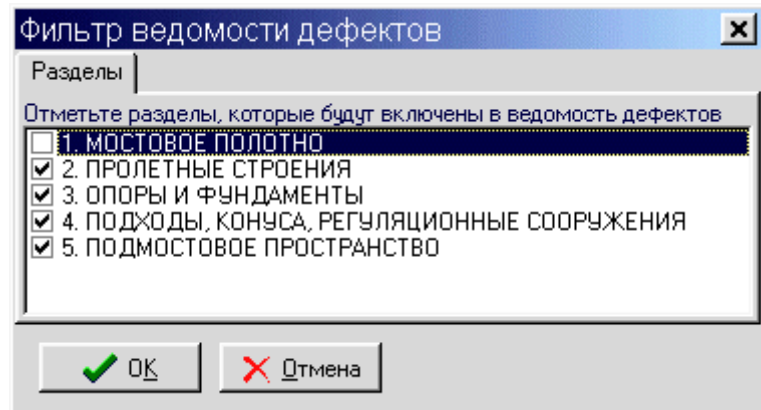 Фильтр ведомости дефектов
Разделы
Отметьте разделы, которые будут включены в ведомость дефектов
1. МОСТОВОЕ ПОЛОТНО
2. ПРОЛЕТНЫЕ СТРОЕНИЯ
3. ОПОРЫ И ФУНДАМЕНТЫ
4. ПОДХОДЫ, КОНУСА, РЕГУЛЯЦИОННЫЕ СООРУЖЕНИЯ
5. ПОДМОСТОВОЕ ПРОСТРАНСТВО
OK Отмена